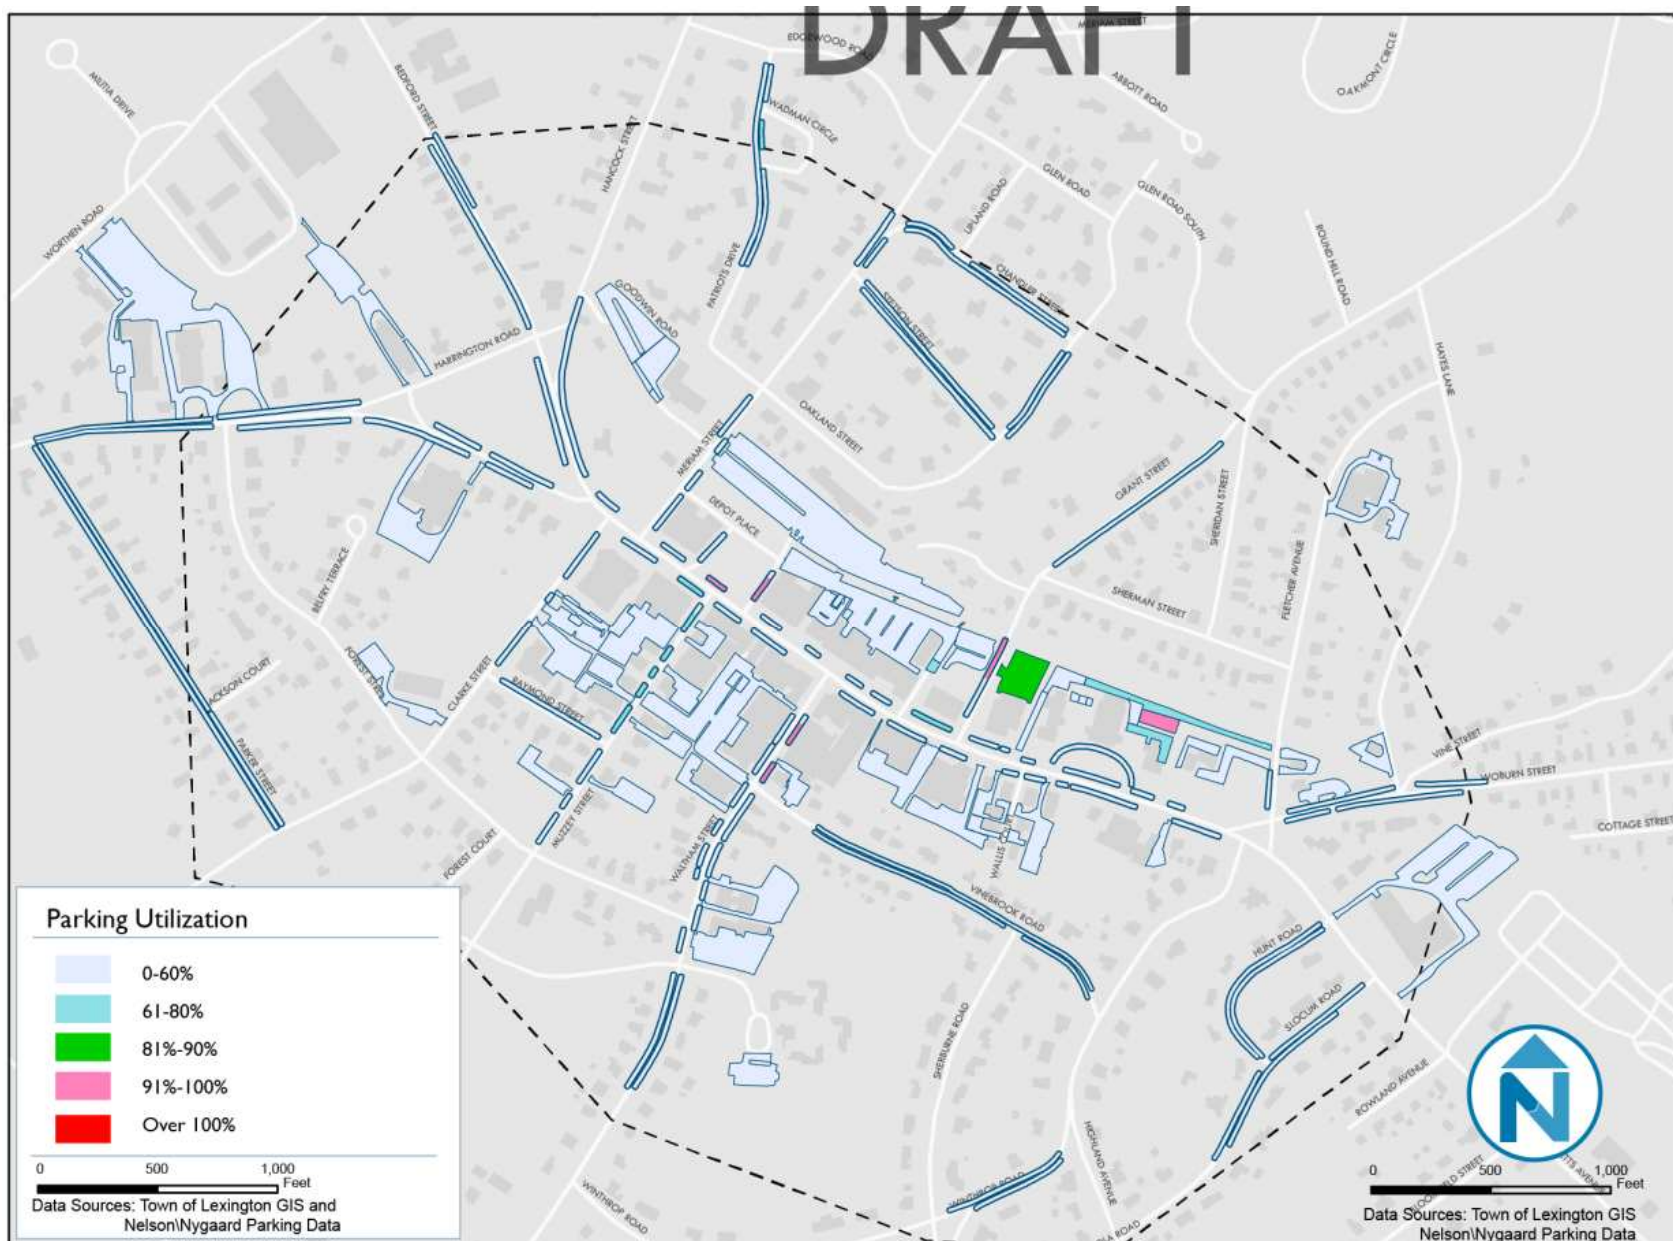 DRAFT
MERIAM STREET
EDGEWOOD ROAD
OAKMONT CIRCLE
MILITIA DRIVE
BEDFORD STREET
ABBOTT ROAD
WADMAN CIRCLE
HANCOCK STREET
GLEN ROAD
GLEN ROAD SOUTH
UPLAND ROAD
WORTHEN ROAD
ROUND HILL ROAD
PATRIOTS DRIVE
CHANDLER STREET
GOODWIN ROAD
STETSON STREET
HARRINGTON ROAD
HAYES LANE
OAKLAND STREET
MERIAM STREET
GRANT STREET
SHERIDAN STREET
DEPOT PLACE
FLETCHER AVENUE
BELFRY TERRACE
SHERMAN STREET
FOREST STREET
JACKSON COURT
CLARKE STREET
RAYMOND STREET
PARKER STREET
VINE STREET
WOBURN STREET
COTTAGE STREET
MUZZEY STREET
FOREST COURT
WALTHAM STREET
WALLIS COURT
VINEBROOK ROAD
HUNT ROAD
SLOCUM ROAD
SHERBURNE ROAD
ROWLAND AVENUE
HIGHLAND AVENUE
WINTHROP ROAD
WINTHROP ROAD
Parking Utilization
0-60%
61-80%
81%-90%
91%-100%
Over 100%
0 500 1,000
Feet
Data Sources: Town of Lexington GIS and
Nelson\Nygaard Parking Data
N
0 500 1,000
Feet
Data Sources: Town of Lexington GIS
Nelson\Nygaard Parking Data